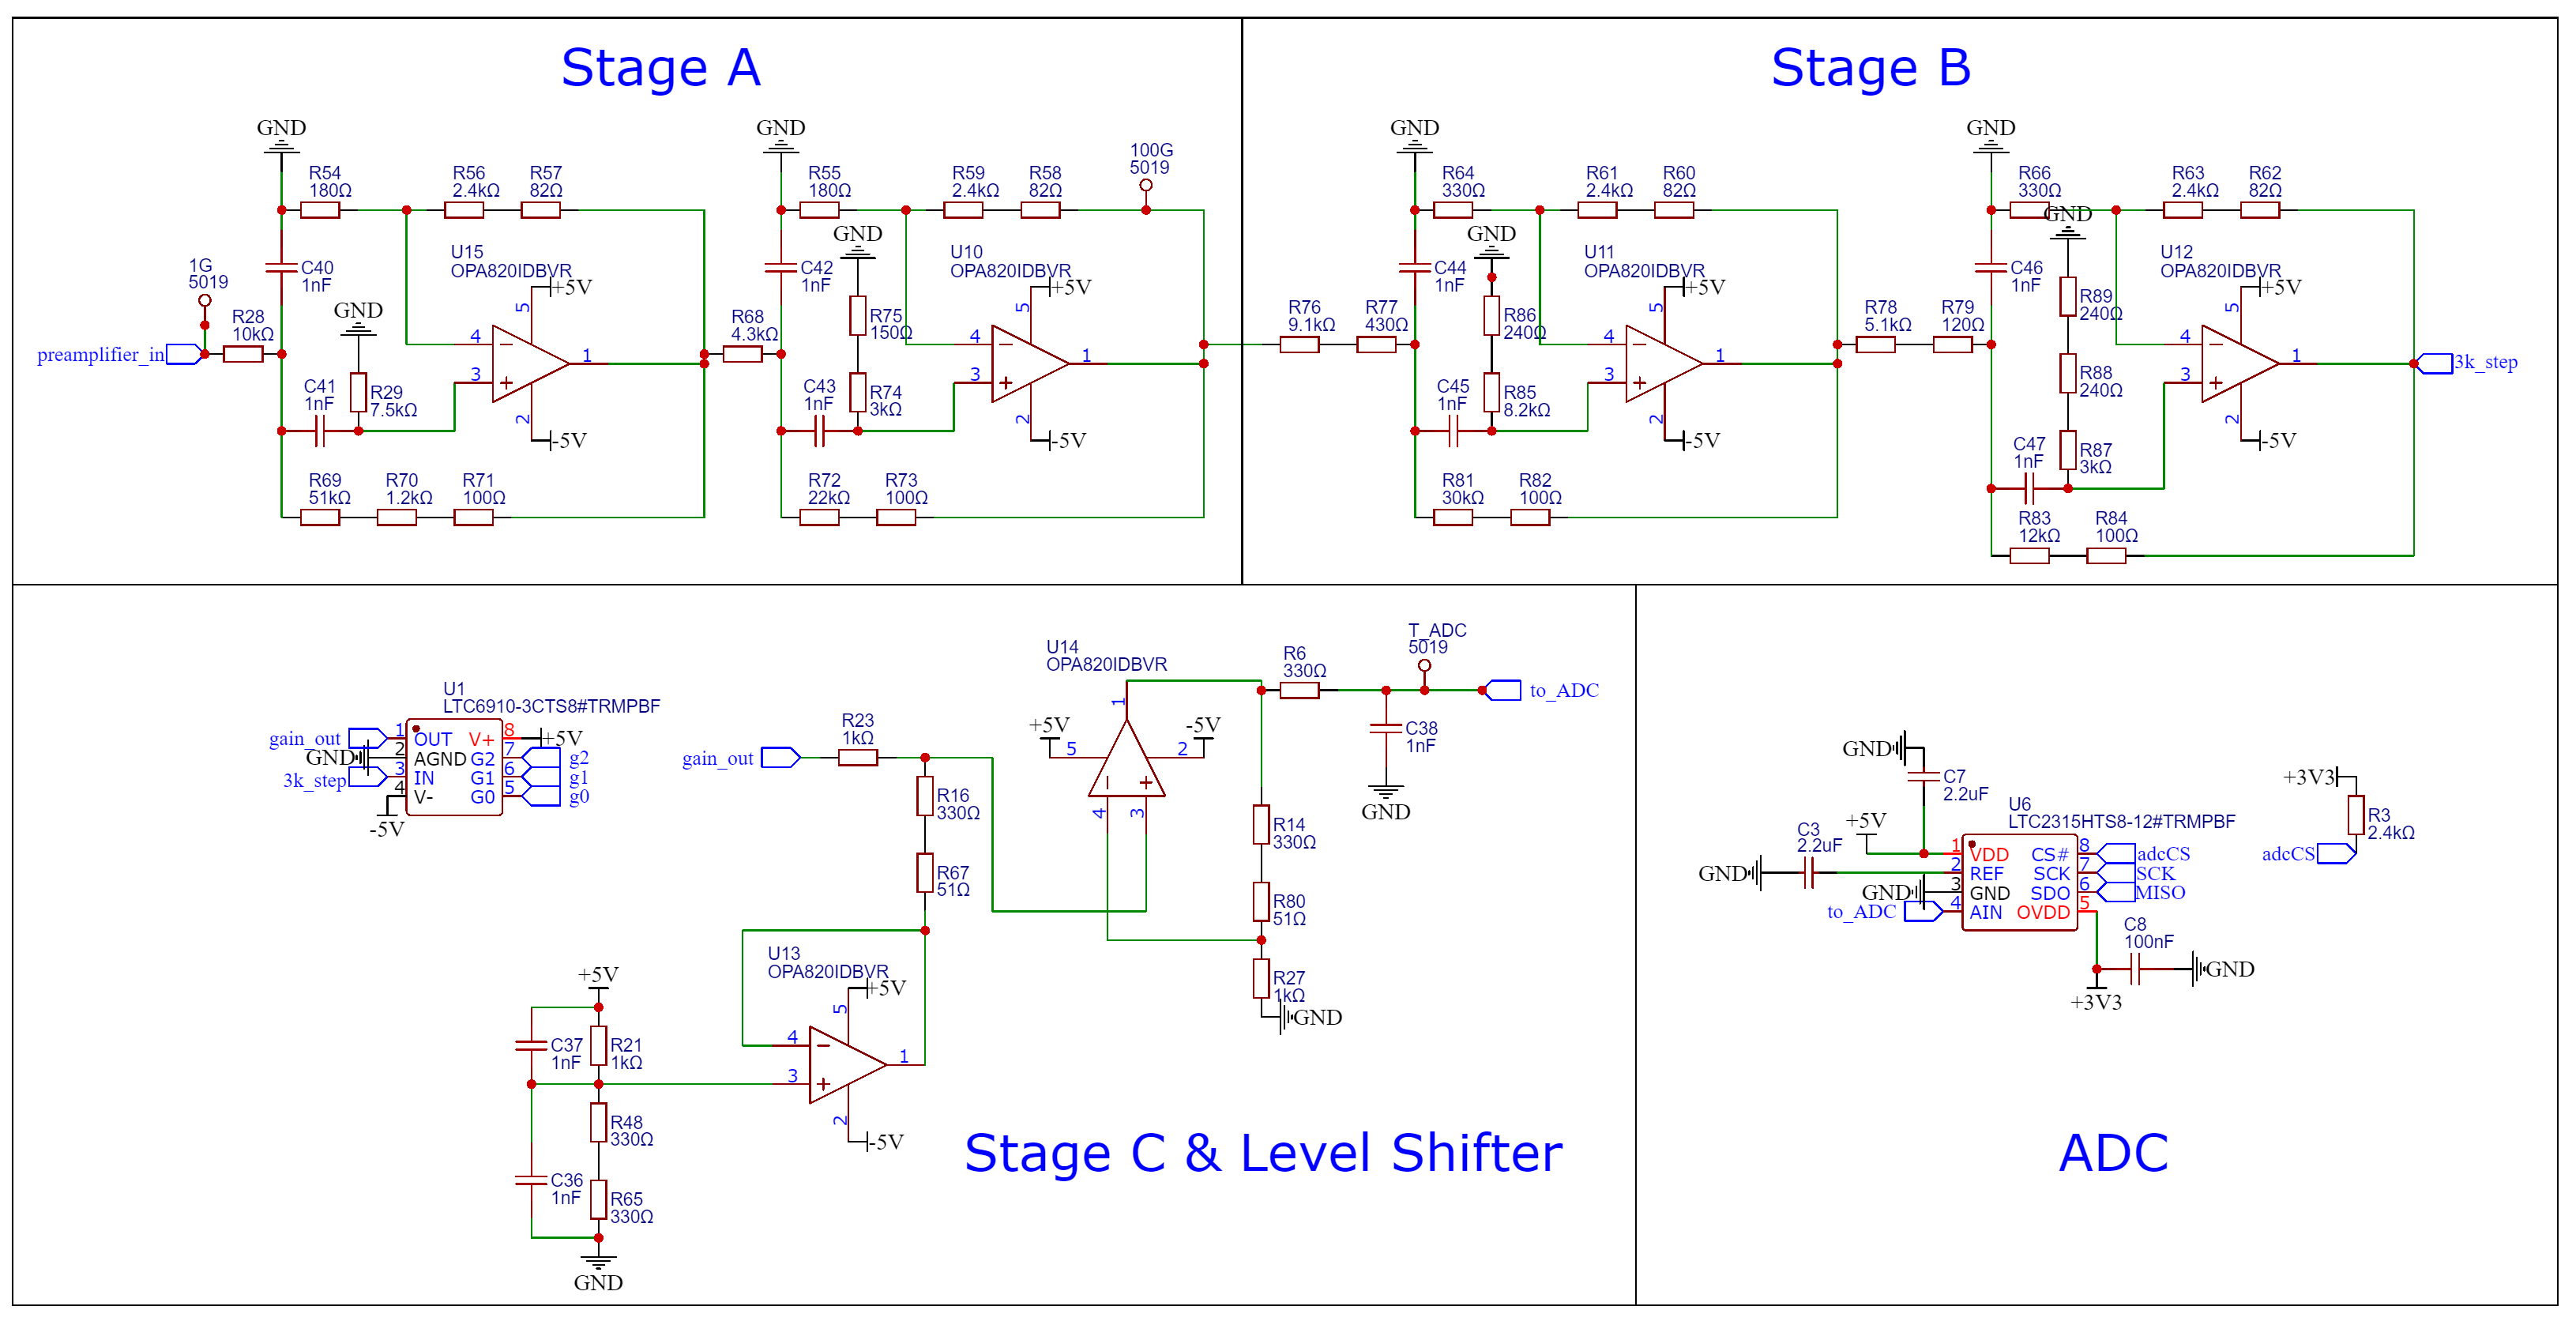 Stage A
GND
R54
180Ω
R56
2.4kΩ
R57
82Ω
U15
OPA820IDBVR
+5V
5
4
3
1
2
-5V
C40
1nF
1G
5019
R28
10kΩ
preamplifier_in
GND
C41
1nF
R29
7.5kΩ
R69
51kΩ
R70
1.2kΩ
R71
100Ω
GND
R55
180Ω
R59
2.4kΩ
R58
82Ω
100G
5019
GND
U10
OPA820IDBVR
+5V
5
4
3
1
2
-5V
C42
1nF
R75
150Ω
R68
4.3kΩ
C43
1nF
R74
3kΩ
R72
22kΩ
R73
100Ω
Stage B
GND
R64
330Ω
R61
2.4kΩ
R60
82Ω
GND
U11
OPA820IDBVR
+5V
5
4
3
1
2
-5V
C44
1nF
R76
9.1kΩ
R77
430Ω
R86
240Ω
C45
1nF
R85
8.2kΩ
R81
30kΩ
R82
100Ω
GND
R66
330Ω
GND
R63
2.4kΩ
R62
82Ω
U12
OPA820IDBVR
+5V
5
4
3
1
2
-5V
C46
1nF
R89
240Ω
R78
5.1kΩ
R79
120Ω
R88
240Ω
3k_step
C47
1nF
R87
3kΩ
R83
12kΩ
R84
100Ω
U1
LTC6910-3CTS8#TRMPBF
gain_out 1 OUT V+ 8 +5V
GND 2 AGND G2 7 g2
3k_step 3 IN G1 6 g1
4 V- G0 5 g0
-5V
gain_out
R23
1kΩ
R16
330Ω
R67
51Ω
U14
OPA820IDBVR
+5V
5
1
2
-5V
4
3
R6
330Ω
T_ADC
5019
to_ADC
C38
1nF
GND
R14
330Ω
R80
51Ω
R27
1kΩ
GND
U13
OPA820IDBVR
+5V
5
4
3
1
2
-5V
+5V
C37
1nF
R21
1kΩ
R48
330Ω
C36
1nF
R65
330Ω
GND
Stage C & Level Shifter
GND
C7
2.2uF
U6
LTC2315HTS8-12#TRMPBF
+5V
C3
2.2uF
1 VDD CS# 8 adcCS
GND 2 REF SCK 7 SCK
GND 3 GND SDO 6 MISO
to_ADC 4 AIN OVDD 5
C8
100nF
GND
+3V3
+3V3
R3
2.4kΩ
adcCS
ADC